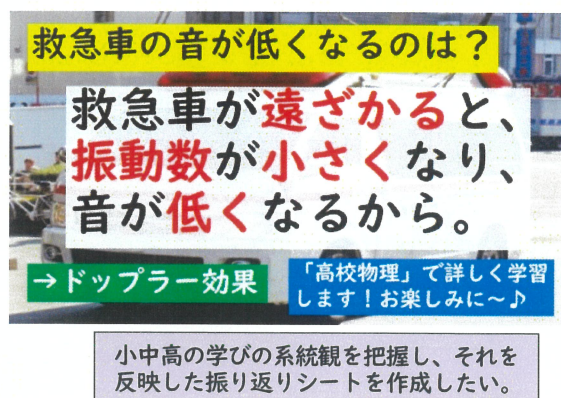 救急車の音が低くなるのは？
救急車が遠ざかると、
振動数が小さくなり、
音が低くなるから。
→ドップラー効果
「高校物理」で詳しく学習
します！お楽しみに～♪
小中高の学びの系統観を把握し、それを
反映した振り返りシートを作成したい。